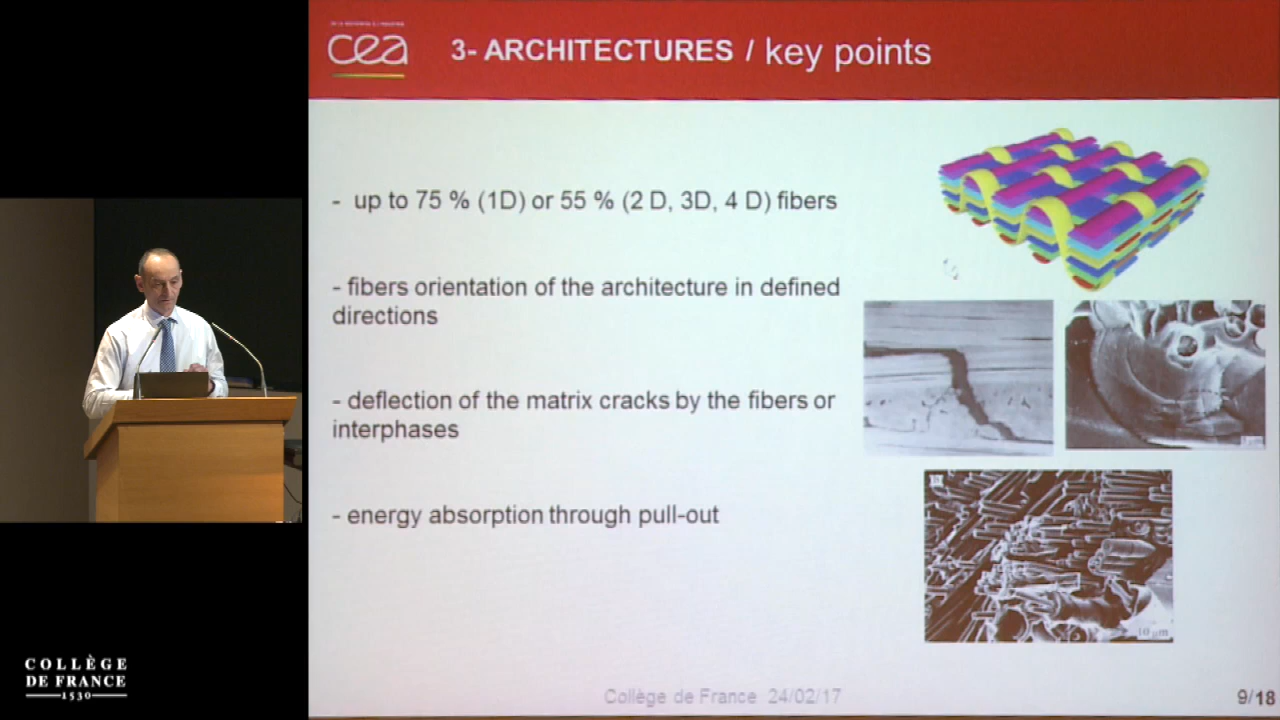 cea
3- ARCHITECTURES / key points
- up to 75 % (1D) or 55 % (2 D, 3D, 4 D) fibers
- fibers orientation of the architecture in defined
directions
- deflection of the matrix cracks by the fibers or
interphases
- energy absorption through pull-out
10 µm
Collège de France 24/02/17
9/18
COLLÈGE
DE FRANCE
1530